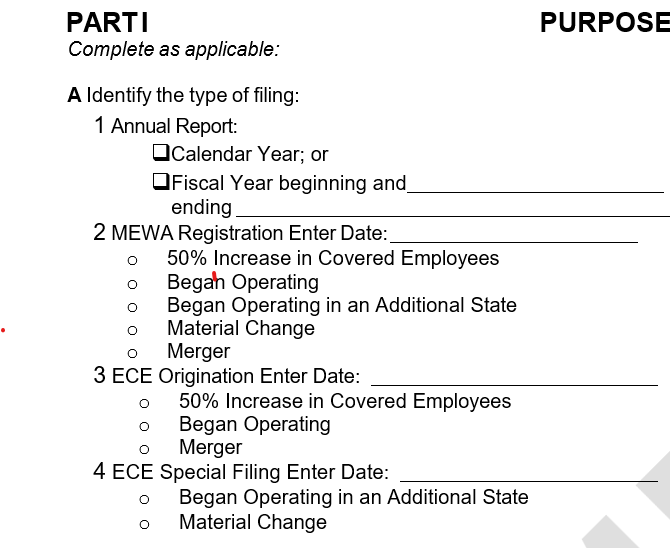 PART I PURPOSE
Complete as applicable:
A Identify the type of filing:
1 Annual Report:
❑Calendar Year; or
❑Fiscal Year beginning and
ending
2 MEWA Registration Enter Date:
o 50% Increase in Covered Employees
o Began Operating
o Began Operating in an Additional State
o Material Change
o Merger
3 ECE Origination Enter Date:
o 50% Increase in Covered Employees
o Began Operating
o Merger
4 ECE Special Filing Enter Date:
o Began Operating in an Additional State
o Material Change